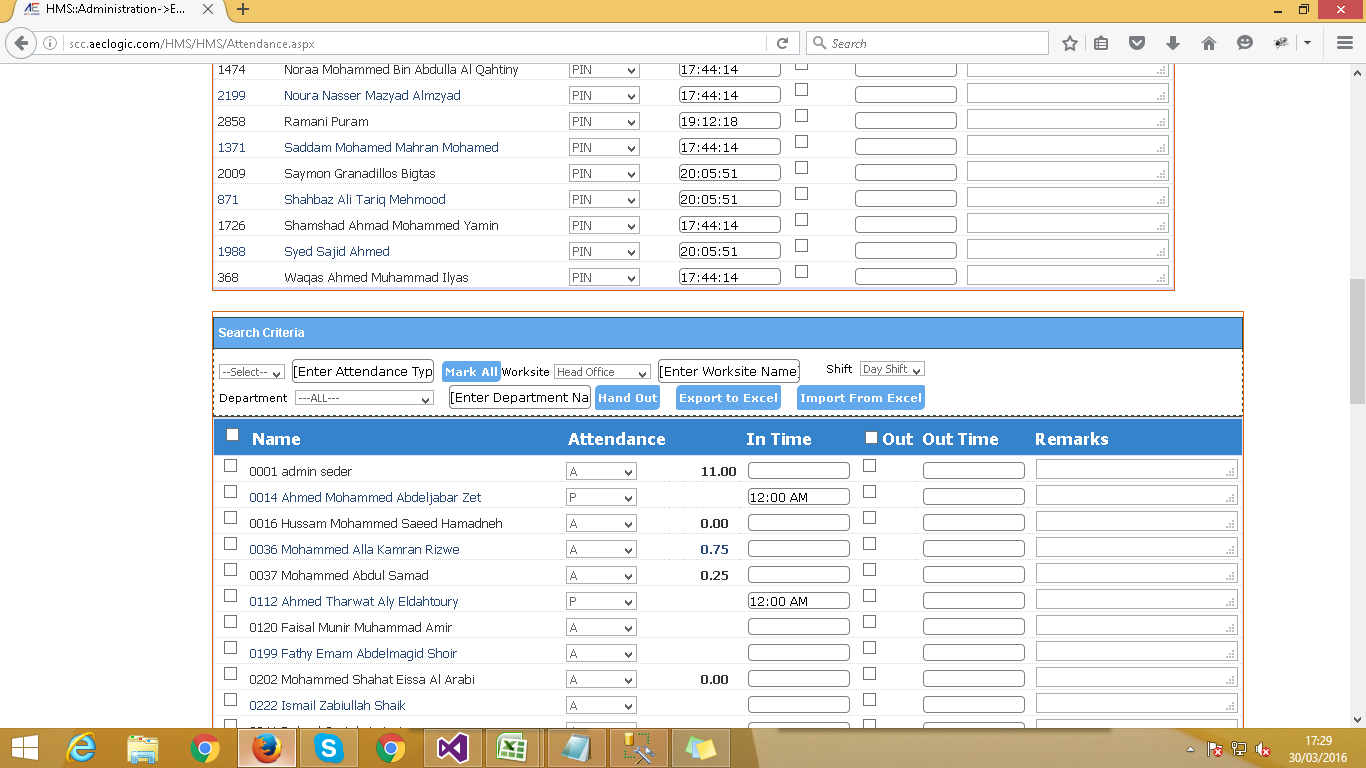 HMS::Administration->E...
scc.aeclogic.com/HMS/HMS/Attendance.aspx
Search
1474 Noraa Mohammed Bin Abdulla Al Qahtiny PIN 17:44:14
2199 Noura Nasser Mazyad Almzyad PIN 17:44:14
2858 Ramani Puram PIN 19:12:18
1371 Saddam Mohamed Mahran Mohamed PIN 17:44:14
2009 Saymon Granadillos Bigtas PIN 20:05:51
871 Shahbaz Ali Tariq Mehmood PIN 20:05:51
1726 Shamshad Ahmad Mohammed Yamin PIN 17:44:14
1988 Syed Sajid Ahmed PIN 20:05:51
368 Waqas Ahmed Muhammad Ilyas PIN 17:44:14
Search Criteria
--Select-- [Enter Attendance Typ Mark All Worksite Head Office [Enter Worksite Name] Shift Day Shift
Department ---ALL--- [Enter Department Na Hand Out Export to Excel Import From Excel
Name Attendance In Time Out Out Time Remarks
0001 admin seder A 11.00
0014 Ahmed Mohammed Abdeljabar Zet P 12:00 AM
0016 Hussam Mohammed Saeed Hamadneh A 0.00
0036 Mohammed Alla Kamran Rizwe A 0.75
0037 Mohammed Abdul Samad A 0.25
0112 Ahmed Tharwat Aly Eldahtoury P 12:00 AM
0120 Faisal Munir Muhammad Amir A
0199 Fathy Emam Abdelmagid Shoir A
0202 Mohammed Shahat Eissa Al Arabi A 0.00
0222 Ismail Zabiullah Shaik A
17:29
30/03/2016